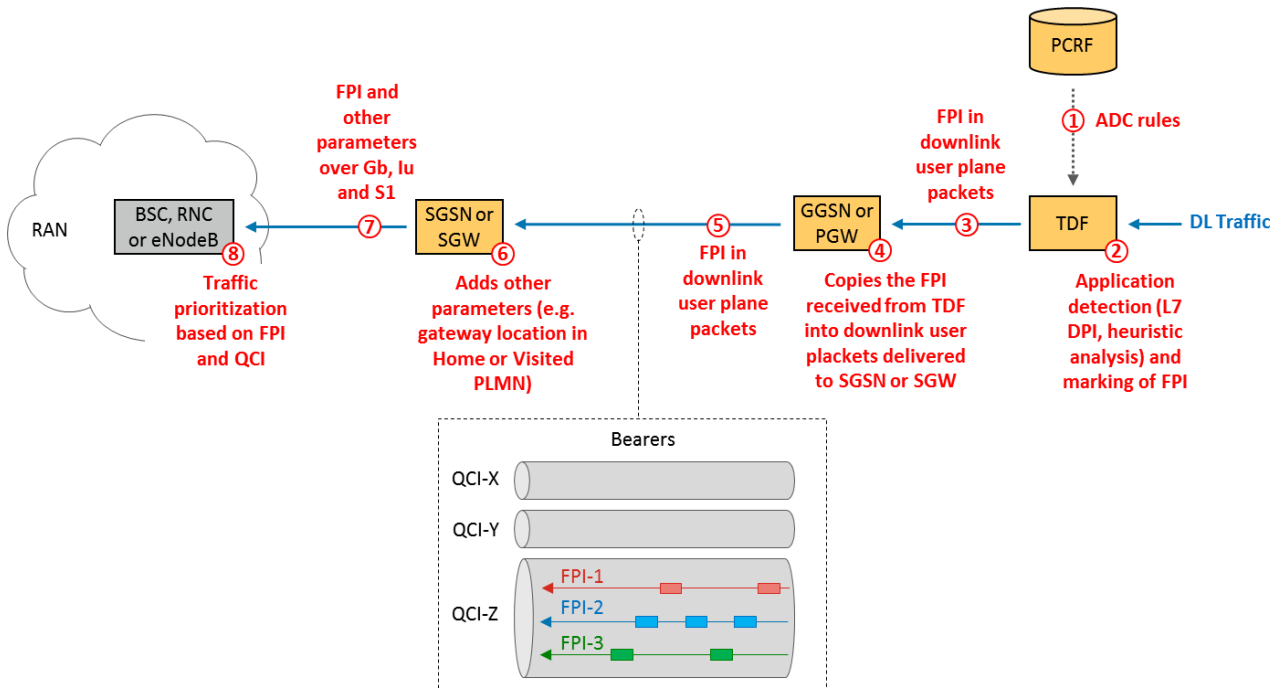 PCRF
1
ADC rules
FPI and
other
parameters
over Gb, Iu
and S1
FPI in
downlink
user plane
packets
RAN
BSC, RNC
or eNodeB
8
7
SGSN or
SGW
6
5
GGSN or
PGW
4
3
TDF
2
DL Traffic
Traffic
prioritization
based on FPI
and QCI
Adds other
parameters (e.g.
gateway location in
Home or Visited
PLMN)
FPI in
downlink
user plane
packets
Copies the FPI
received from TDF
into downlink user
plackets delivered
to SGSN or SGW
Application
detection (L7
DPI, heuristic
analysis) and
marking of FPI
Bearers
QCI-X
QCI-Y
QCI-Z
FPI-1
FPI-2
FPI-3